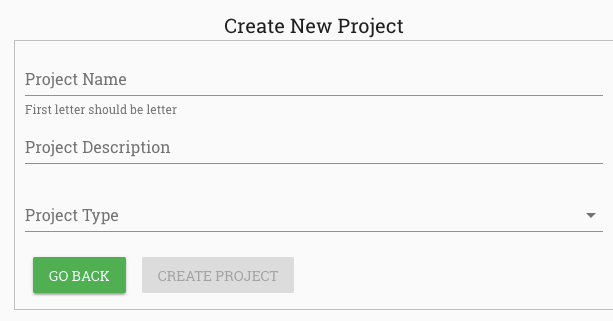 Create New Project
Project Name
First letter should be letter
Project Description
Project Type
GO BACK
CREATE PROJECT